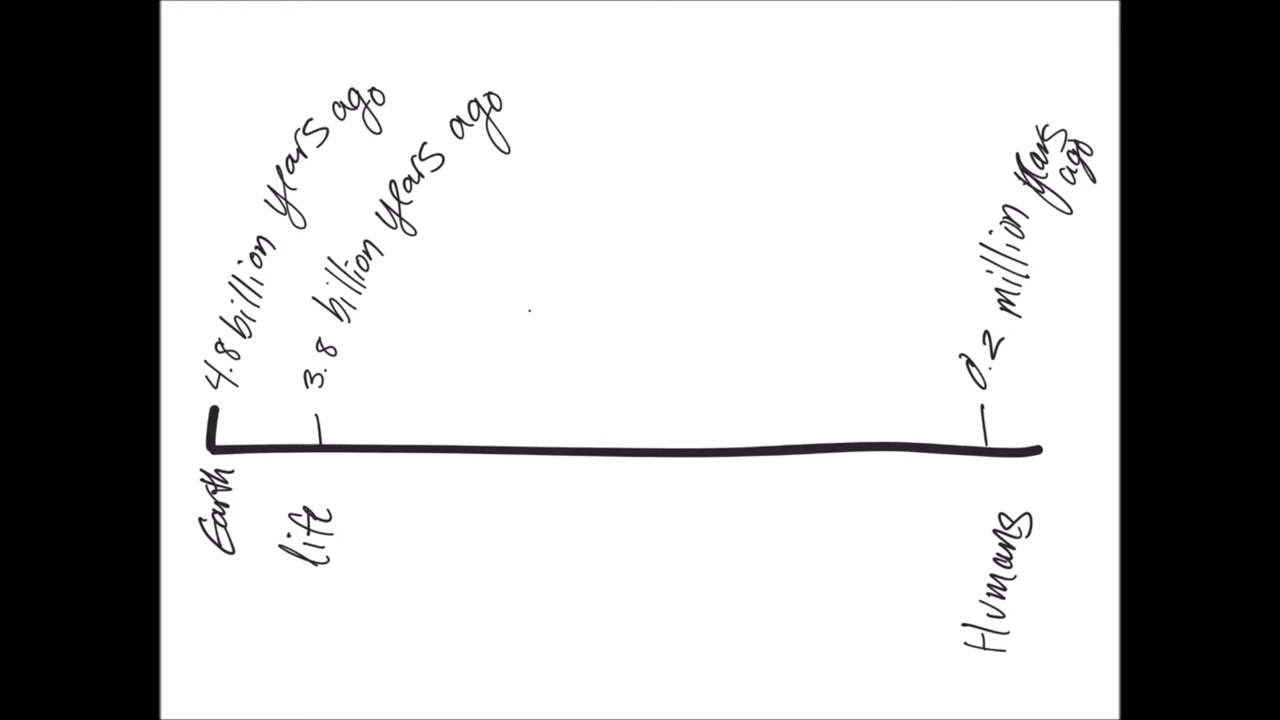 4.8 billion years ago
3.8 billion years ago
0.2 million years
ago
Earth
life
Humans